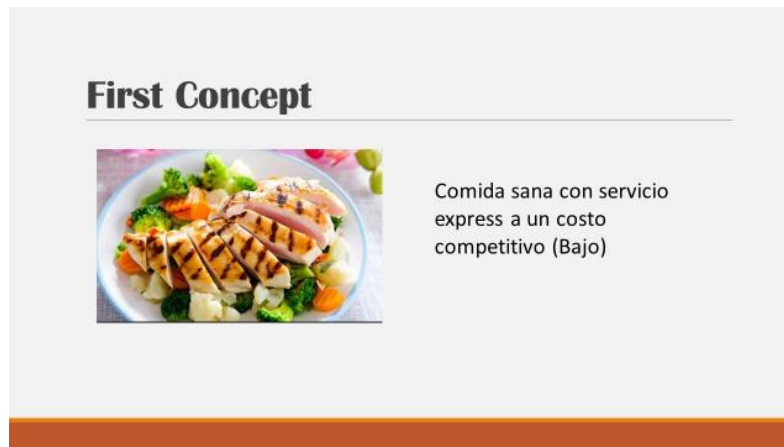 First Concept
Comida sana con servicio
express a un costo
competitivo (Bajo)